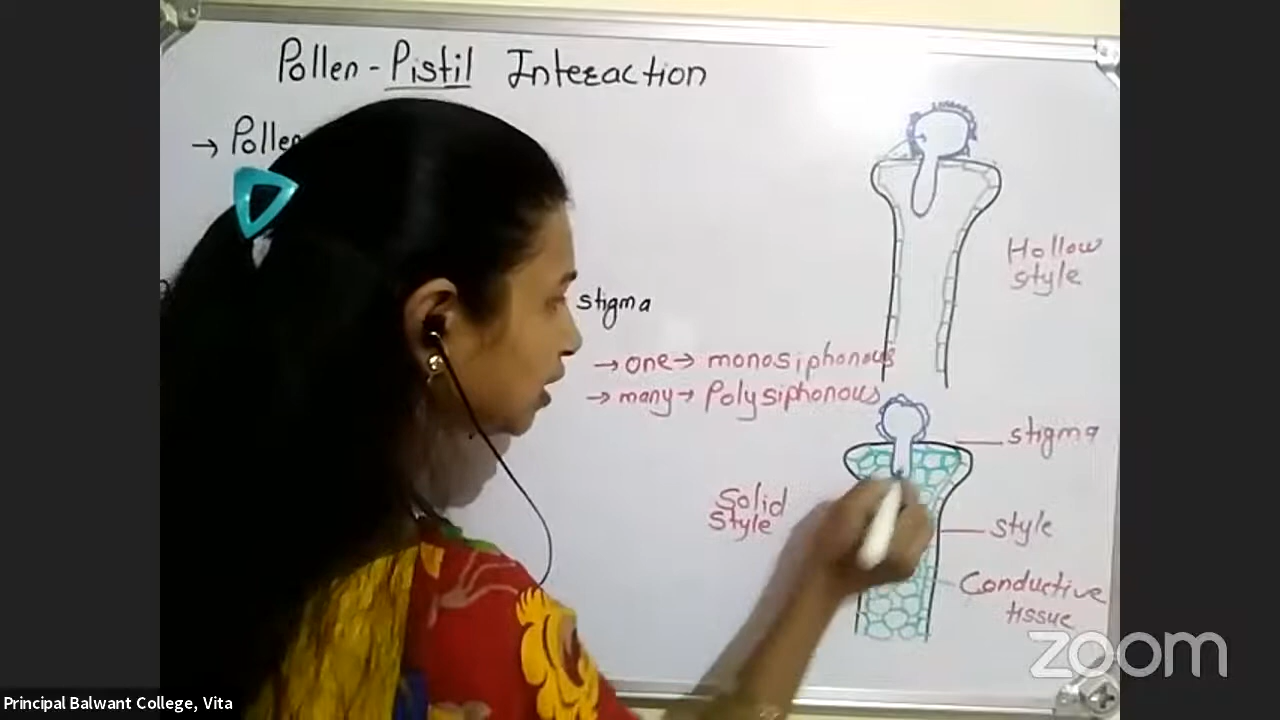 Pollen - Pistil Interaction
→ Pollen
stigma
→ one → monosiphonous
→ many → Polysiphonous
Hollow
style
stigma
Solid
style
style
Conductive
tissue
zoom
Principal Balwant College, Vita